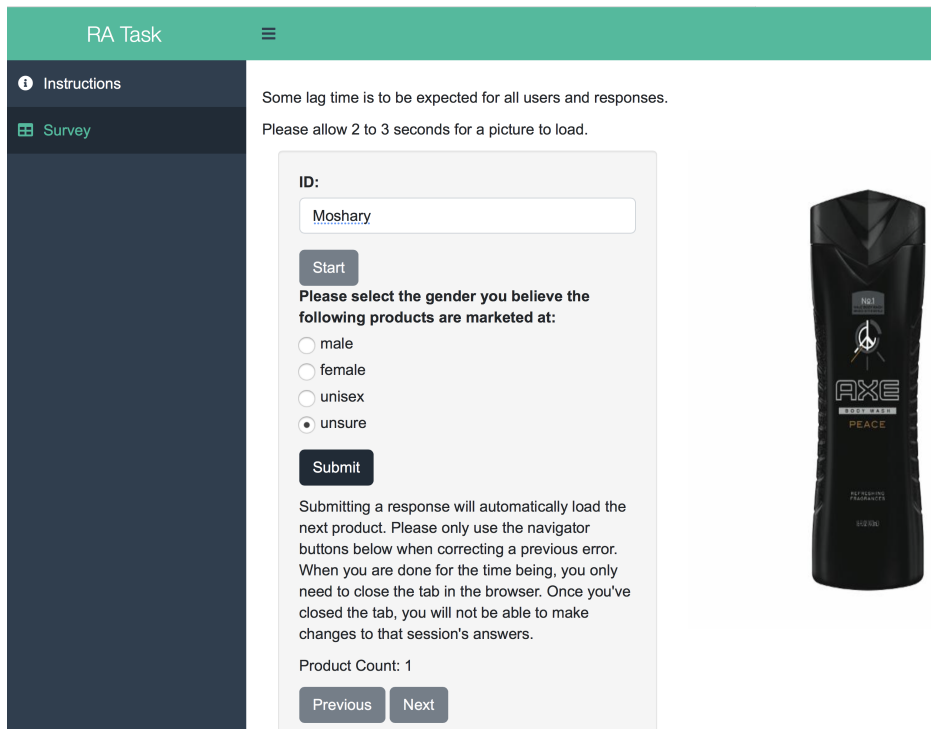 RA Task
Instructions
Survey
Some lag time is to be expected for all users and responses.
Please allow 2 to 3 seconds for a picture to load.
ID:
Moshary
Start
Please select the gender you believe the
following products are marketed at:
male
female
unisex
unsure
Submit
Submitting a response will automatically load the
next product. Please only use the navigator
buttons below when correcting a previous error.
When you are done for the time being, you only
need to close the tab in the browser. Once you've
closed the tab, you will not be able to make
changes to that session's answers.
Product Count: 1
Previous
Next
No.1
AXE
BODY WASH
PEACE
REFRESHING
FRAGRANCES